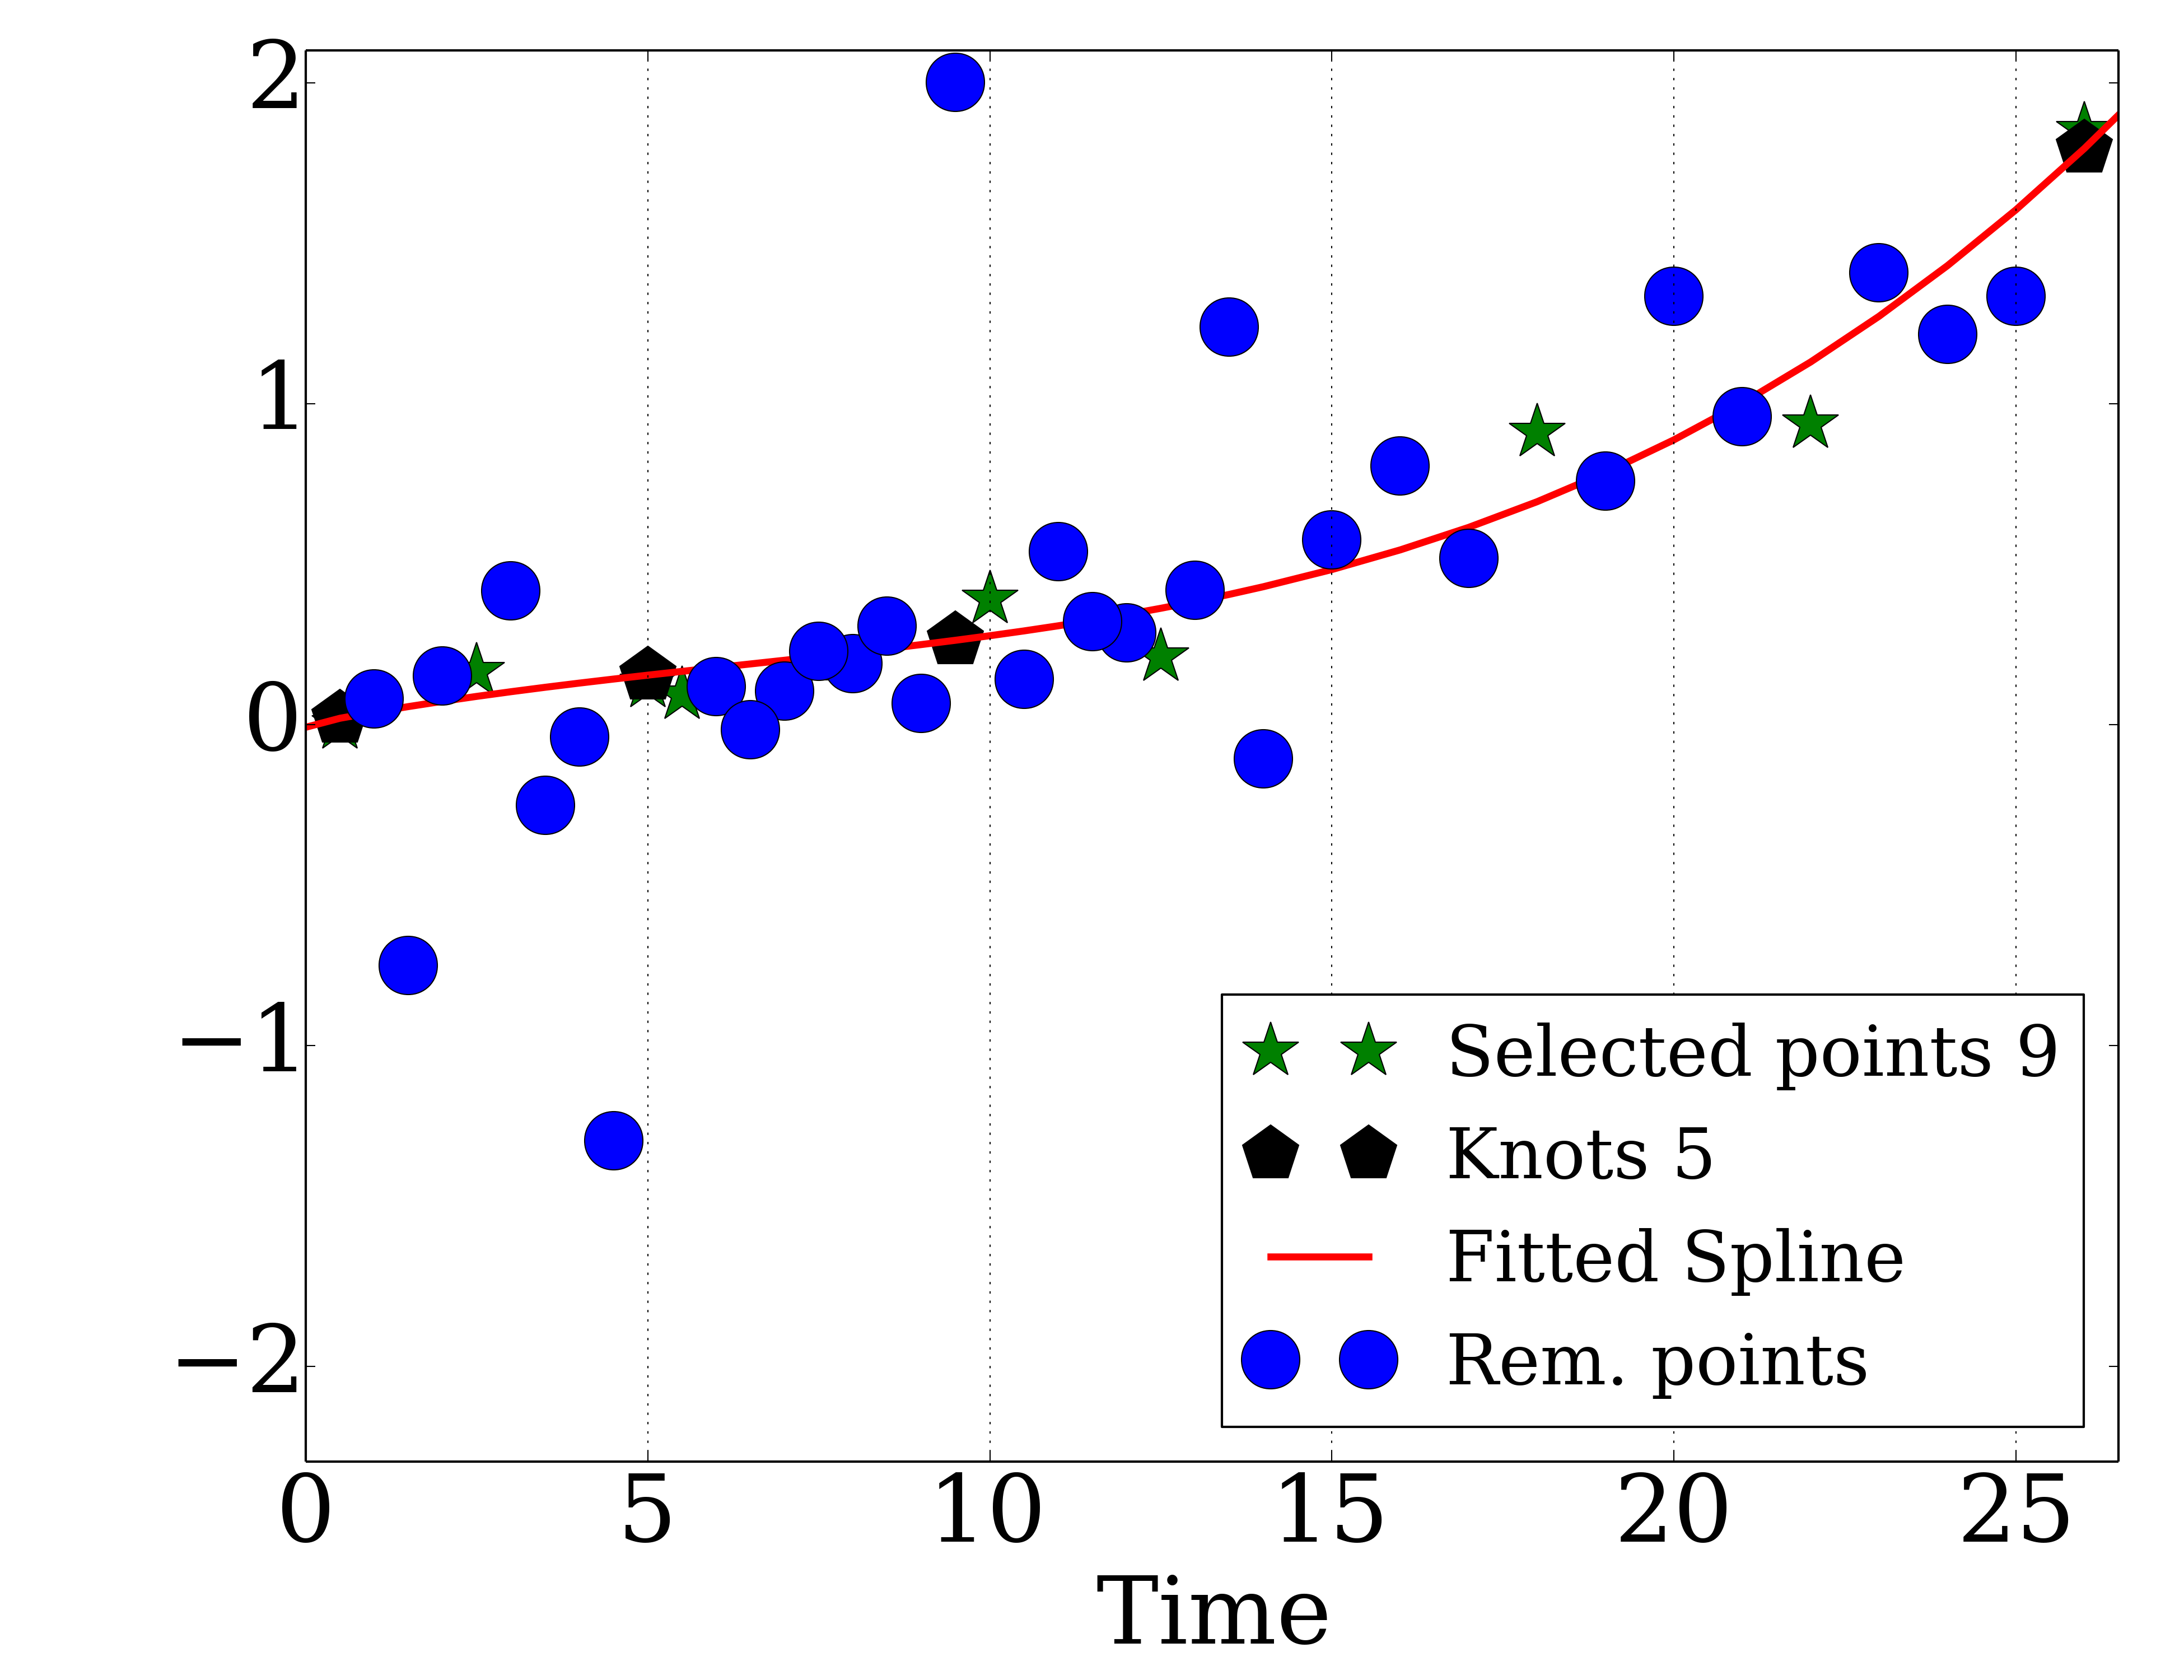 2
1
0
−1
−2
0 5 10 15 20 25
Time
Selected points 9
Knots 5
Fitted Spline
Rem. points